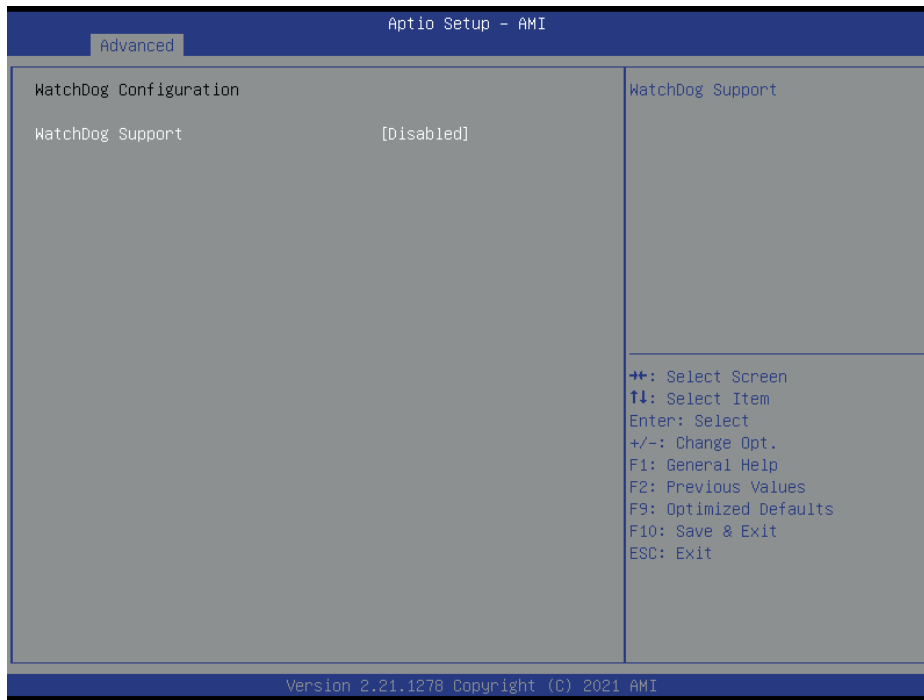 Aptio Setup – AMI
Advanced
WatchDog Configuration
WatchDog Support [Disabled]
WatchDog Support
→←: Select Screen
↑↓: Select Item
Enter: Select
+/-: Change Opt.
F1: General Help
F2: Previous Values
F9: Optimized Defaults
F10: Save & Exit
ESC: Exit
Version 2.21.1278 Copyright (C) 2021 AMI